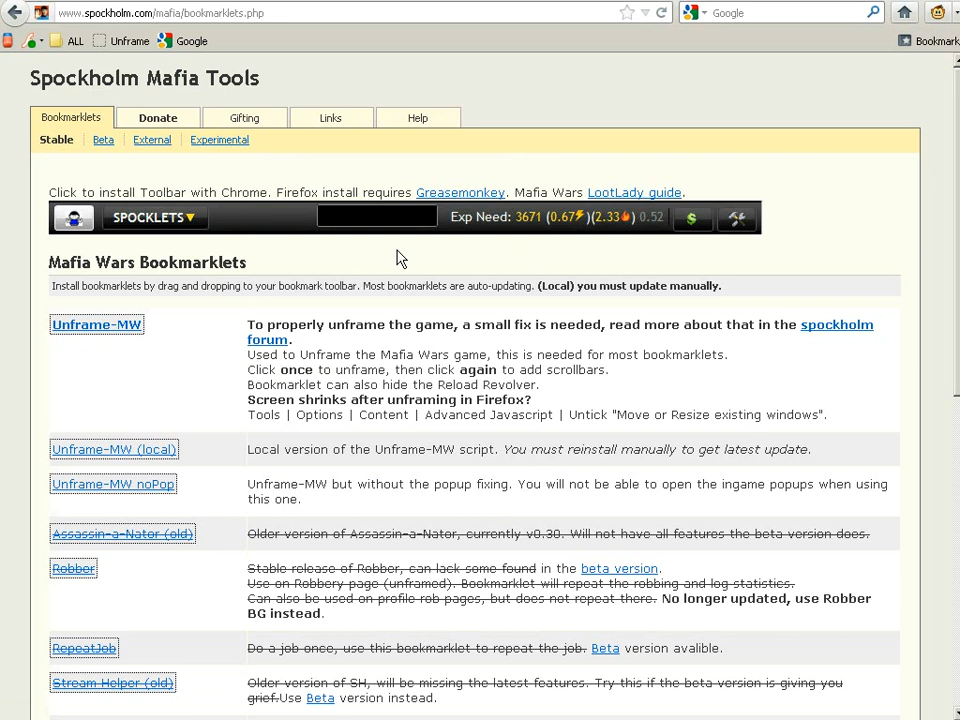 www.spockholm.com/mafia/bookmarklets.php
Google
ALL Unframe Google Bookmark
Spockholm Mafia Tools
Bookmarklets Donate Gifting Links Help
Stable Beta External Experimental
Click to install Toolbar with Chrome. Firefox install requires Greasemonkey. Mafia Wars LootLady guide.
SPOCKLETS▼ Exp Need: 3671 (0.67⚡)(2.33🔥) 0.52 $
Mafia Wars Bookmarklets
Install bookmarklets by drag and dropping to your bookmark toolbar. Most bookmarklets are auto-updating. (Local) you must update manually.
Unframe-MW To properly unframe the game, a small fix is needed, read more about that in the spockholm
forum.
Used to Unframe the Mafia Wars game, this is needed for most bookmarklets.
Click once to unframe, then click again to add scrollbars.
Bookmarklet can also hide the Reload Revolver.
Screen shrinks after unframing in Firefox?
Tools | Options | Content | Advanced Javascript | Untick "Move or Resize existing windows".
Unframe-MW (local) Local version of the Unframe-MW script. You must reinstall manually to get latest update.
Unframe-MW noPop Unframe-MW but without the popup fixing. You will not be able to open the ingame popups when using
this one.
Assassin-a-Nator (old) Older version of Assassin-a-Nator, currently v0.30. Will not have all features the beta version does.
Robber Stable release of Robber, can lack some found in the beta version.
Use on Robbery page (unframed). Bookmarklet will repeat the robbing and log statistics.
Can also be used on profile rob pages, but does not repeat there. No longer updated, use Robber
BG instead.
RepeatJob Do a job once, use this bookmarklet to repeat the job. Beta version avalible.
Stream Helper (old) Older version of SH, will be missing the latest features. Try this if the beta version is giving you
grief.Use Beta version instead.